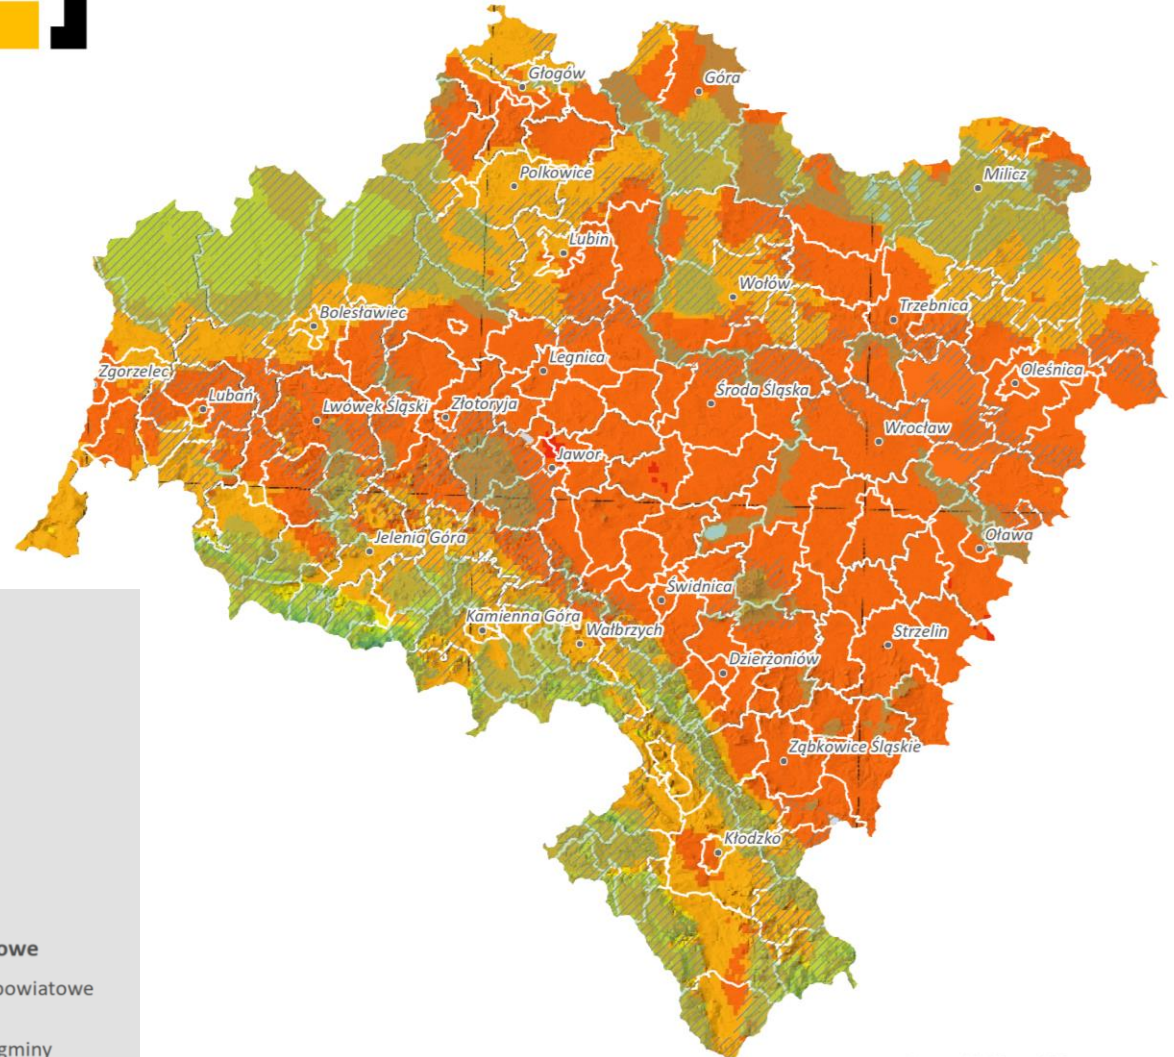 Głogów
Góra
Polkowice
Milicz
Lubin
Wołów
Bolesławiec
Trzebnica
Legnica
Zgorzelec
Oleśnica
Lubań
Lwówek Śląski
Złotoryja
Środa Śląska
Wrocław
Jawor
Jelenia Góra
Oława
Świdnica
Kamienna Góra
Wałbrzych
Strzelin
Dzierżoniów
Ząbkowice Śląskie
Kłodzko
owe
powiatowe
gminy